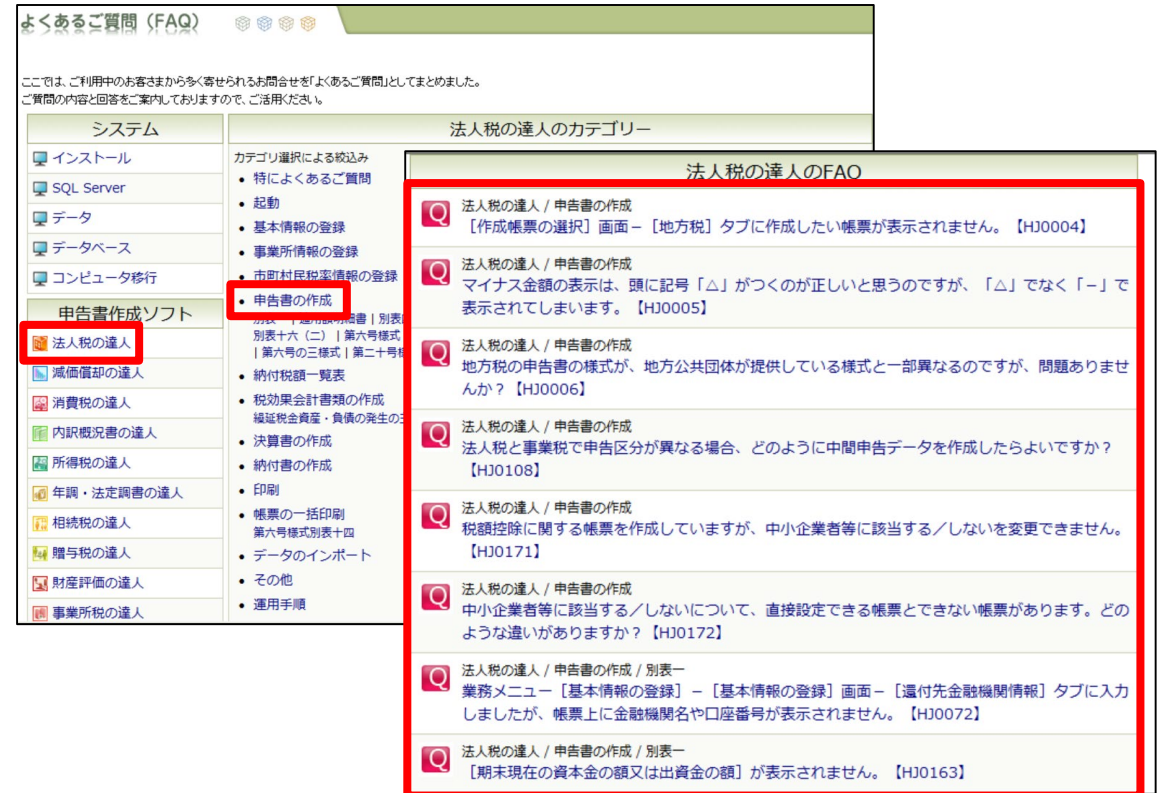 よくあるご質問（FAQ）
ここでは、ご利用中のお客さまから多く寄せられるお問合せを「よくあるご質問」としてまとめました。
ご質問の内容と回答をご案内しておりますので、ご活用ください。
システム
インストール
SQL Server
データ
データベース
コンピュータ移行
申告書作成ソフト
法人税の達人
減価償却の達人
消費税の達人
内訳概況書の達人
所得税の達人
年調・法定調書の達人
相続税の達人
贈与税の達人
財産評価の達人
事業所税の達人
法人税の達人のカテゴリー
カテゴリ選択による絞込み
• 特によくあるご質問
• 起動
• 基本情報の登録
• 事業所情報の登録
• 市町村民税率情報の登録
• 申告書の作成
別表一 | 適用額明細書 | 別表
別表十六（二） | 第六号様式
| 第六号の三様式 | 第二十号
• 納付税額一覧表
• 税効果会計書類の作成
繰延税金資産・負債の発生の
• 決算書の作成
• 納付書の作成
• 印刷
• 帳票の一括印刷
第六号様式別表十四
• データのインポート
• その他
• 運用手順
法人税の達人のFAQ
Q 法人税の達人 / 申告書の作成
［作成帳票の選択］画面－［地方税］タブに作成したい帳票が表示されません。【HJ0004】
Q 法人税の達人 / 申告書の作成
マイナス金額の表示は、頭に記号「△」がつくのが正しいと思うのですが、「△」でなく「－」で
表示されてしまいます。【HJ0005】
Q 法人税の達人 / 申告書の作成
地方税の申告書の様式が、地方公共団体が提供している様式と一部異なるのですが、問題ありませ
んか？【HJ0006】
Q 法人税の達人 / 申告書の作成
法人税と事業税で申告区分が異なる場合、どのように中間申告データを作成したらよいですか？
【HJ0108】
Q 法人税の達人 / 申告書の作成
税額控除に関する帳票を作成していますが、中小企業者等に該当する／しないを変更できません。
【HJ0171】
Q 法人税の達人 / 申告書の作成
中小企業者等に該当する／しないについて、直接設定できる帳票とできない帳票があります。どの
ような違いがありますか？【HJ0172】
Q 法人税の達人 / 申告書の作成 / 別表一
業務メニュー［基本情報の登録］－［基本情報の登録］画面－［還付先金融機関情報］タブに入力
しましたが、帳票上に金融機関名や口座番号が表示されません。【HJ0072】
Q 法人税の達人 / 申告書の作成 / 別表一
［期末現在の資本金の額又は出資金の額］が表示されません。【HJ0163】